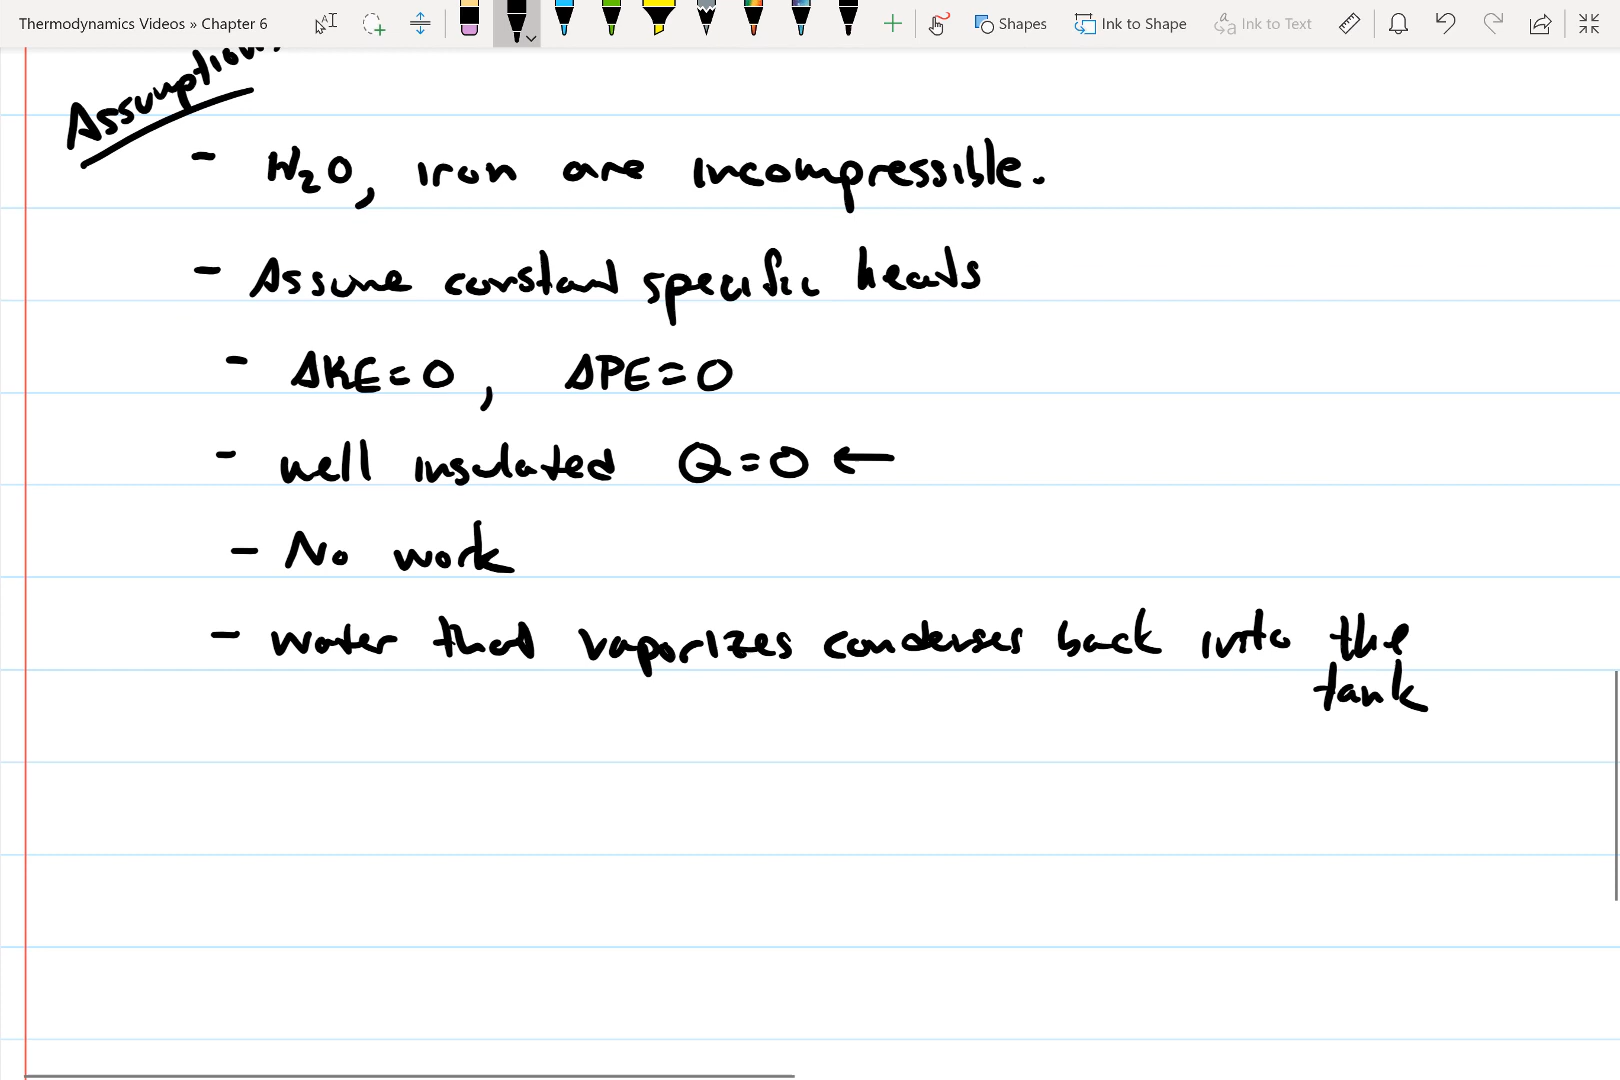 Thermodynamics Videos » Chapter 6
Shapes
Ink to Shape
Ink to Text
Assumptions
- H₂O, iron are incompressible.
- Assume constant specific heats
- ΔKE=0, ΔPE=0
- well insulated Q=0 ←
- No work
- water that vaporizes condenses back into the
tank